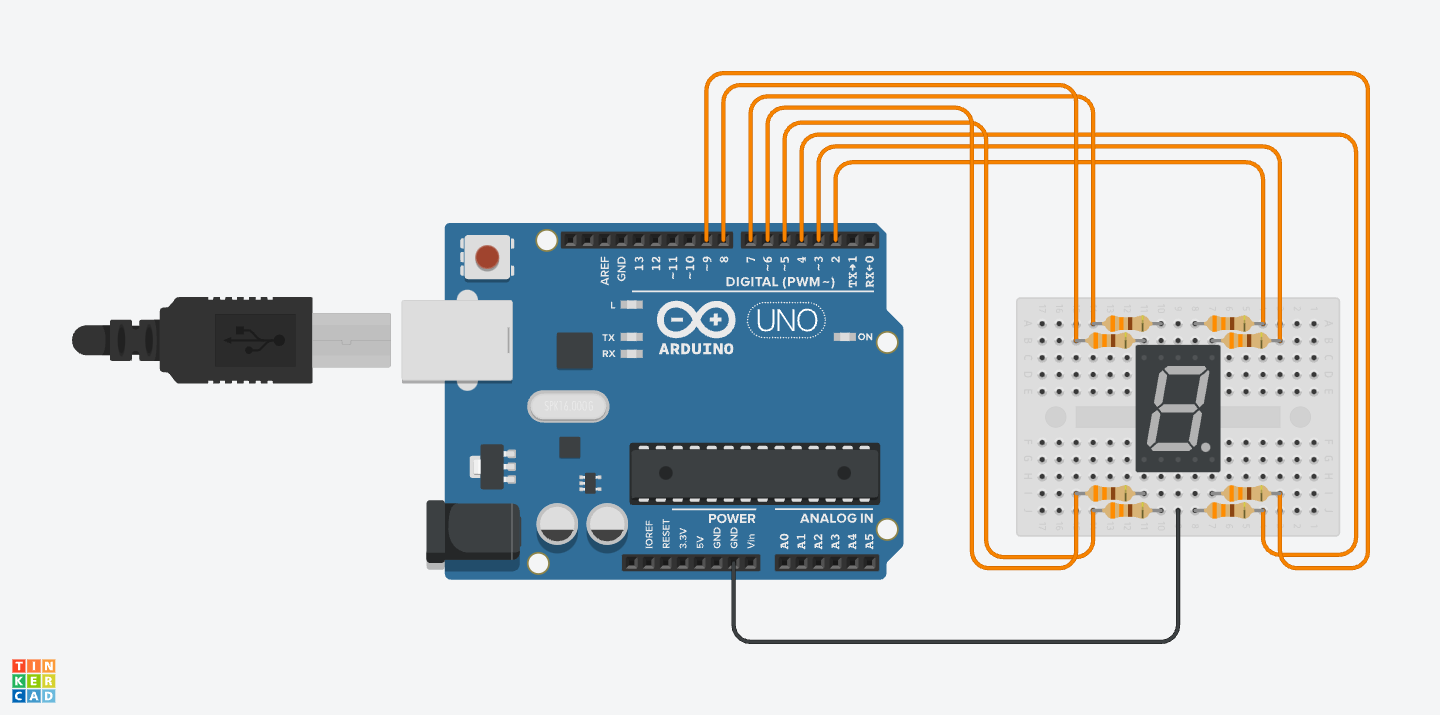 AREF
GND
13
12
~11
~10
~9
8
7
~6
~5
4
~3
2
TX→1
RX←0
DIGITAL (PWM~)
L
TX
RX
ARDUINO
UNO
ON
SPK16.000G
POWER
ANALOG IN
IOREF
RESET
3.3V
5V
GND
GND
Vin
A0
A1
A2
A3
A4
A5
A
B
C
D
E
F
G
H
I
J
TIN
KER
CAD